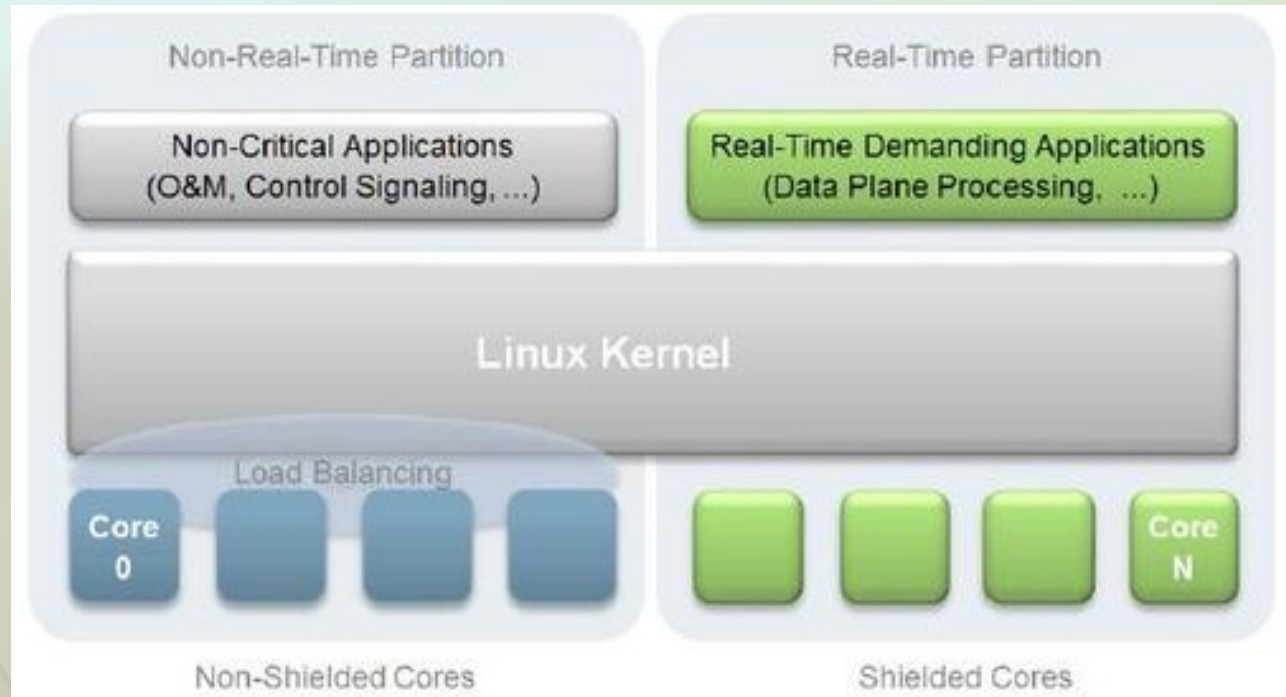 Non-Real-Time Partition
Real-Time Partition
Non-Critical Applications
(O&M, Control Signaling, ...)
Real-Time Demanding Applications
(Data Plane Processing, ...)
Linux Kernel
Load Balancing
Core
0
Core
N
Non-Shielded Cores
Shielded Cores